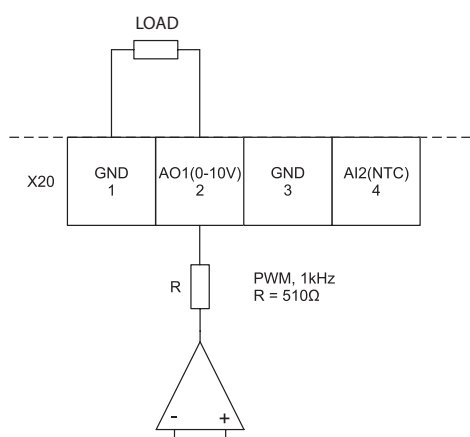 LOAD
X20
GND
1
AO1(0-10V)
2
GND
3
AI2(NTC)
4
R
PWM, 1kHz
R = 510Ω
- +